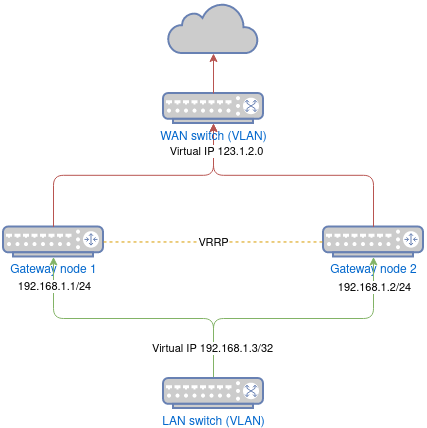 WAN switch (VLAN)
Virtual IP 123.1.2.0
VRRP
Gateway node 1
192.168.1.1/24
Gateway node 2
192.168.1.2/24
Virtual IP 192.168.1.3/32
LAN switch (VLAN)